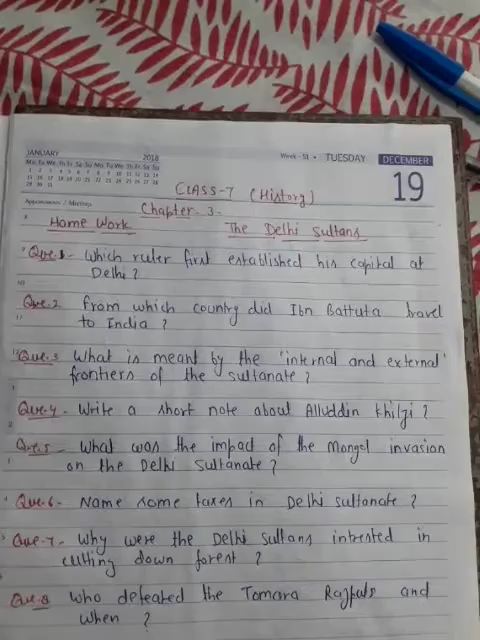 JANUARY 2018
Week - 51 • TUESDAY DECEMBER
19
CLASS-7 (History)
Chapter-3-
Home Work The Delhi Sultans
Que.1- Which ruler first established his capital at
Delhi?
Que.2 From which country did Ibn Battuta travel
to India?
Que.3 What is meant by the 'internal and external'
frontiers of the sultanate?
Que.4- Write a short note about Alluddin Khilzi?
Que.5- What was the impact of the Mongol invasion
on the Delhi Sultanate?
Que.6- Name some taxes in Delhi sultanate?
Que.7- Why were the Delhi sultans intrested in
cutting down forest?
Que.8 Who defeated the Tomara Rajputs and
when?